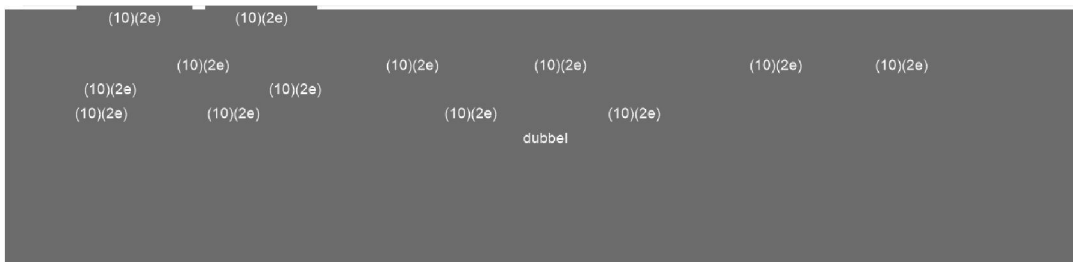 (10)(2e) (10)(2e)
(10)(2e) (10)(2e) (10)(2e) (10)(2e) (10)(2e)
(10)(2e) (10)(2e)
(10)(2e) (10)(2e) (10)(2e) (10)(2e)
dubbel